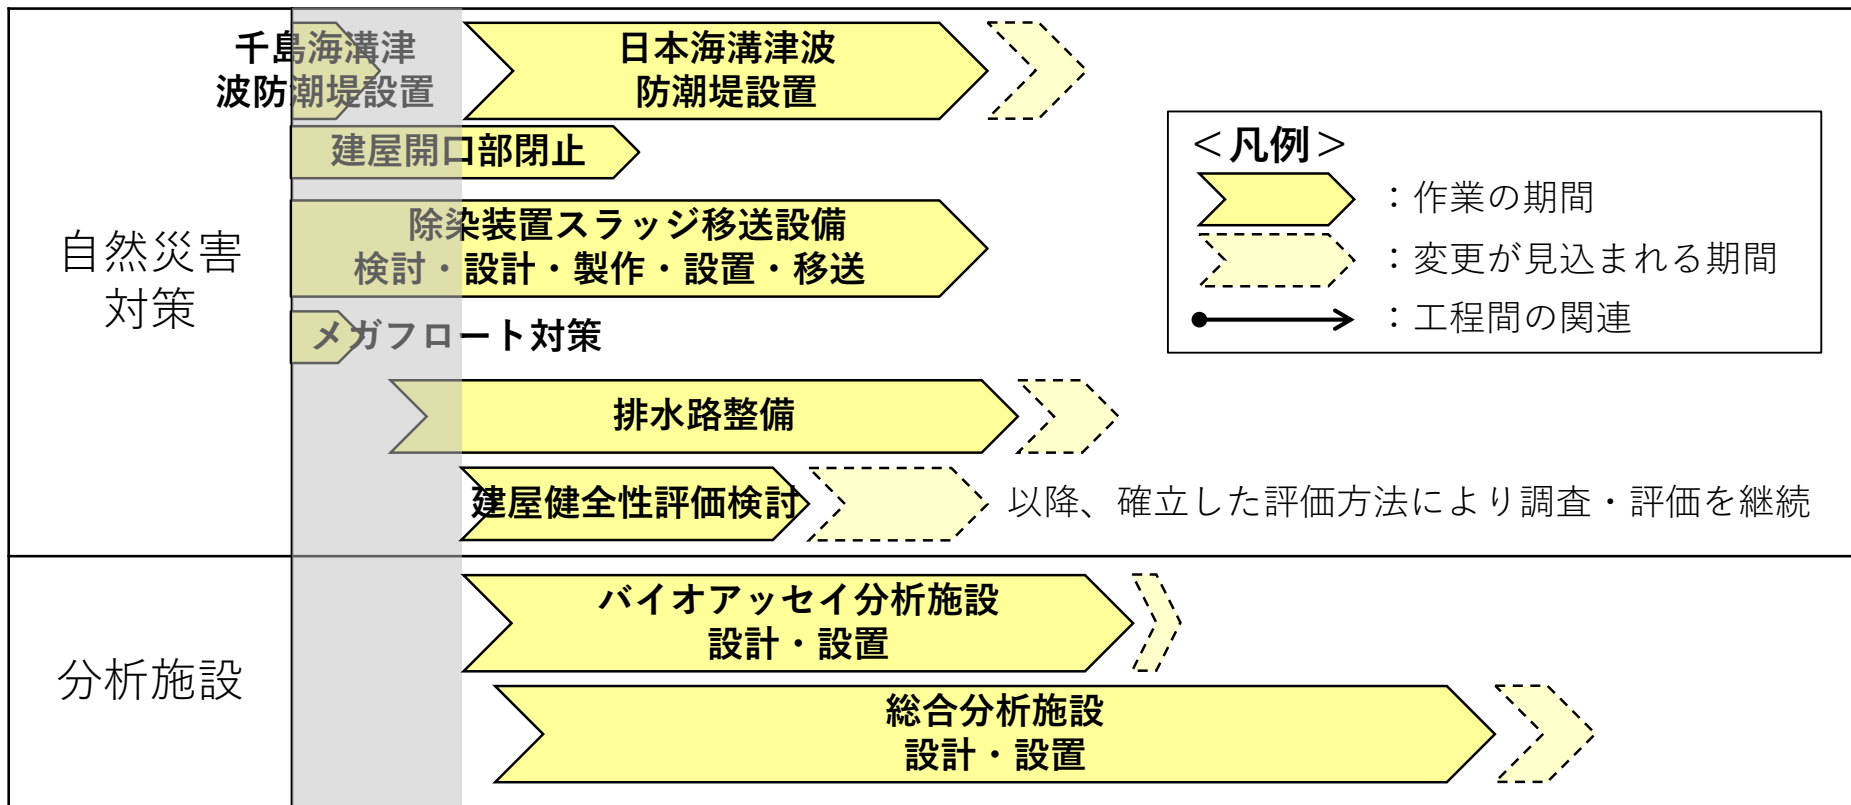 自然災害
対策
千島海溝津
波防潮堤設置
日本海溝津波
防潮堤設置
建屋開口部閉止
除染装置スラッジ移送設備
検討・設計・製作・設置・移送
メガフロート対策
排水路整備
建屋健全性評価検討
以降、確立した評価方法により調査・評価を継続
＜凡例＞
：作業の期間
：変更が見込まれる期間
：工程間の関連
分析施設
バイオアッセイ分析施設
設計・設置
総合分析施設
設計・設置